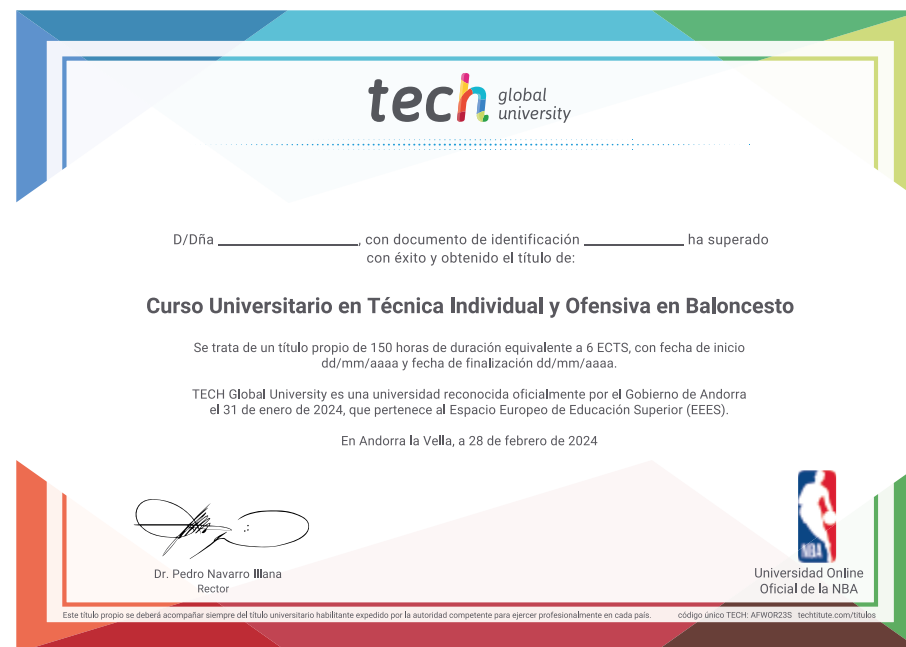 tech global
university
D/Dña ____________________, con documento de identificación ______________ ha superado
con éxito y obtenido el título de:
Curso Universitario en Técnica Individual y Ofensiva en Baloncesto
Se trata de un título propio de 150 horas de duración equivalente a 6 ECTS, con fecha de inicio
dd/mm/aaaa y fecha de finalización dd/mm/aaaa.
TECH Global University es una universidad reconocida oficialmente por el Gobierno de Andorra
el 31 de enero de 2024, que pertenece al Espacio Europeo de Educación Superior (EEES).
En Andorra la Vella, a 28 de febrero de 2024
NBA
Dr. Pedro Navarro Illana
Rector
Universidad Online
Oficial de la NBA
Este título propio se deberá acompañar siempre del título universitario habilitante expedido por la autoridad competente para ejercer profesionalmente en cada país. código único TECH: AFWOR23S techtitute.com/titulos